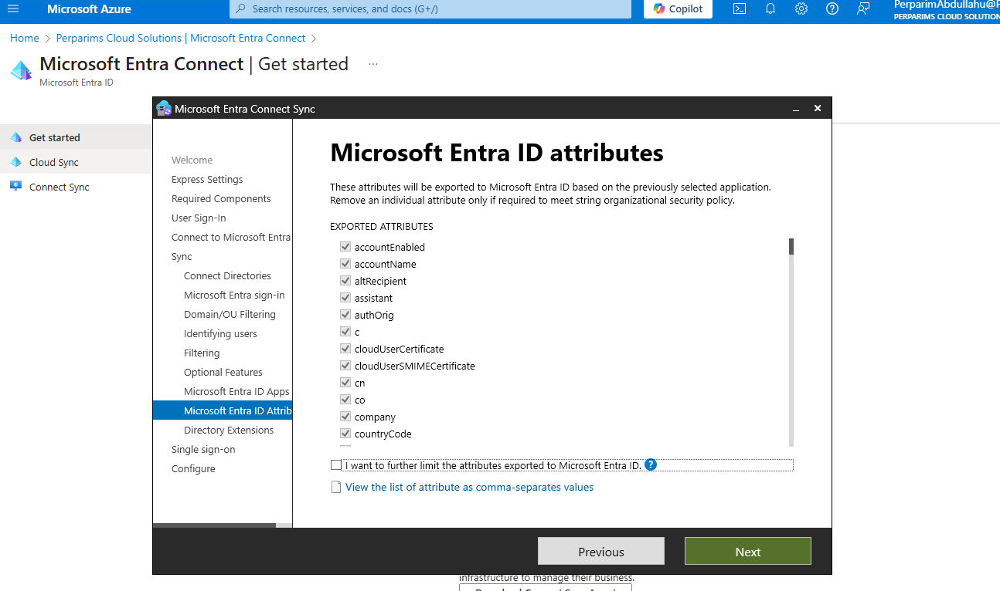 Microsoft Azure
Search resources, services, and docs (G+/)
Copilot
PerparimAbdullahu@P
PERPARIMS CLOUD SOLUTION
Home > Perparims Cloud Solutions | Microsoft Entra Connect >
Microsoft Entra Connect | Get started
...
Microsoft Entra ID
Get started
Cloud Sync
Connect Sync
Microsoft Entra Connect Sync
Welcome
Express Settings
Required Components
User Sign-In
Connect to Microsoft Entra
Sync
Connect Directories
Microsoft Entra sign-in
Domain/OU Filtering
Identifying users
Filtering
Optional Features
Microsoft Entra ID Apps
Microsoft Entra ID Attrib
Directory Extensions
Single sign-on
Configure
Microsoft Entra ID attributes
These attributes will be exported to Microsoft Entra ID based on the previously selected application.
Remove an individual attribute only if required to meet string organizational security policy.
EXPORTED ATTRIBUTES
accountEnabled
accountName
altRecipient
assistant
authOrig
c
cloudUserCertificate
cloudUserSMIMECertificate
cn
co
company
countryCode
I want to further limit the attributes exported to Microsoft Entra ID. ?
View the list of attribute as comma-separates values
Previous
Next
infrastructure to manage their business.